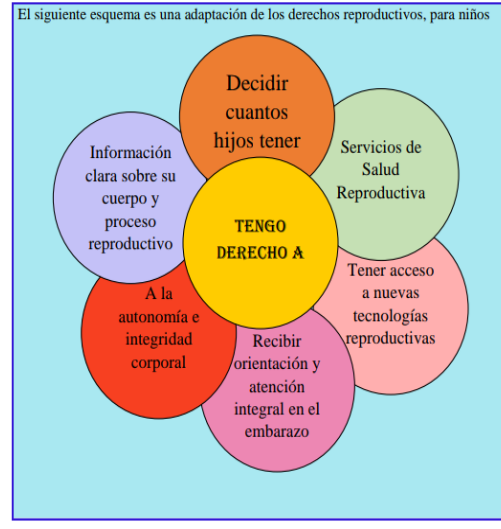 El siguiente esquema es una adaptación de los derechos reproductivos, para niños
Decidir
cuantos
hijos tener
Servicios de
Salud
Reproductiva
Tener acceso
a nuevas
tecnologías
reproductivas
Recibir
orientación y
atención
integral en el
embarazo
A la
autonomía e
integridad
corporal
Información
clara sobre su
cuerpo y
proceso
reproductivo
TENGO
DERECHO A